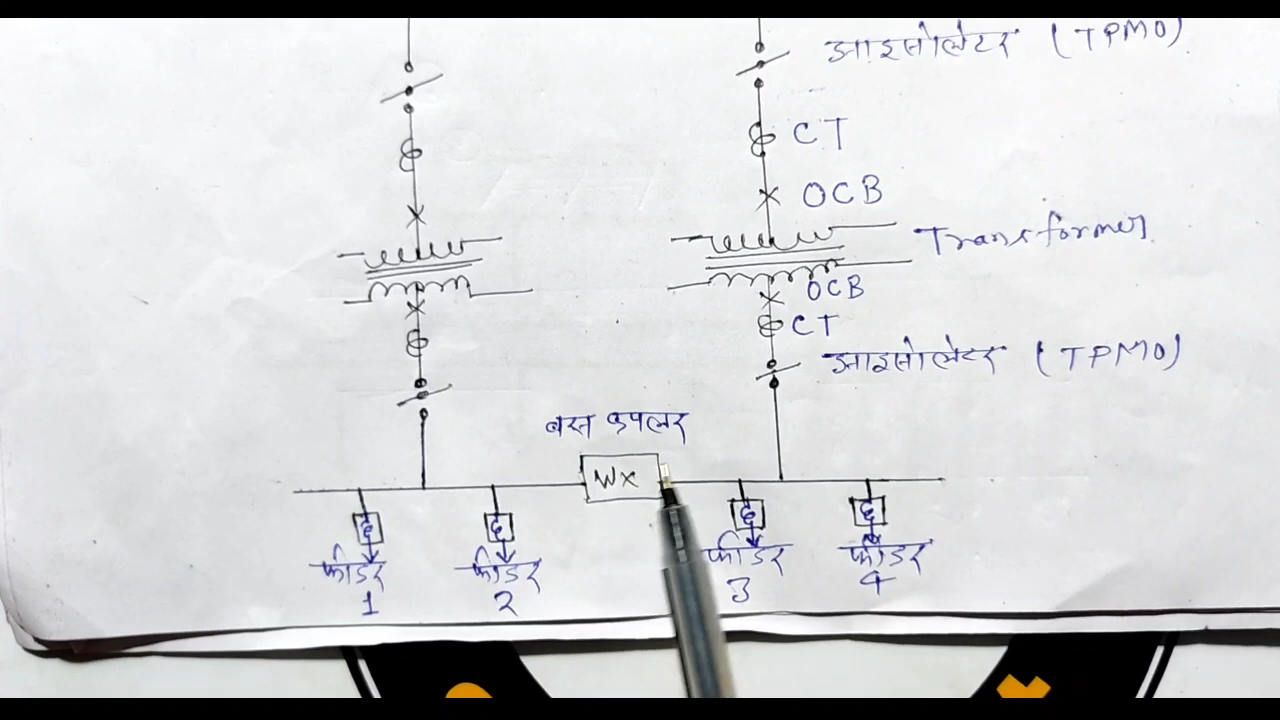 आइसोलेटर (TPMO)
CT
OCB
Transformer
OCB
CT
आइसोलेटर (TPMO)
बस कपलर
फीडर
1
फीडर
2
फीडर
3
फीडर
4